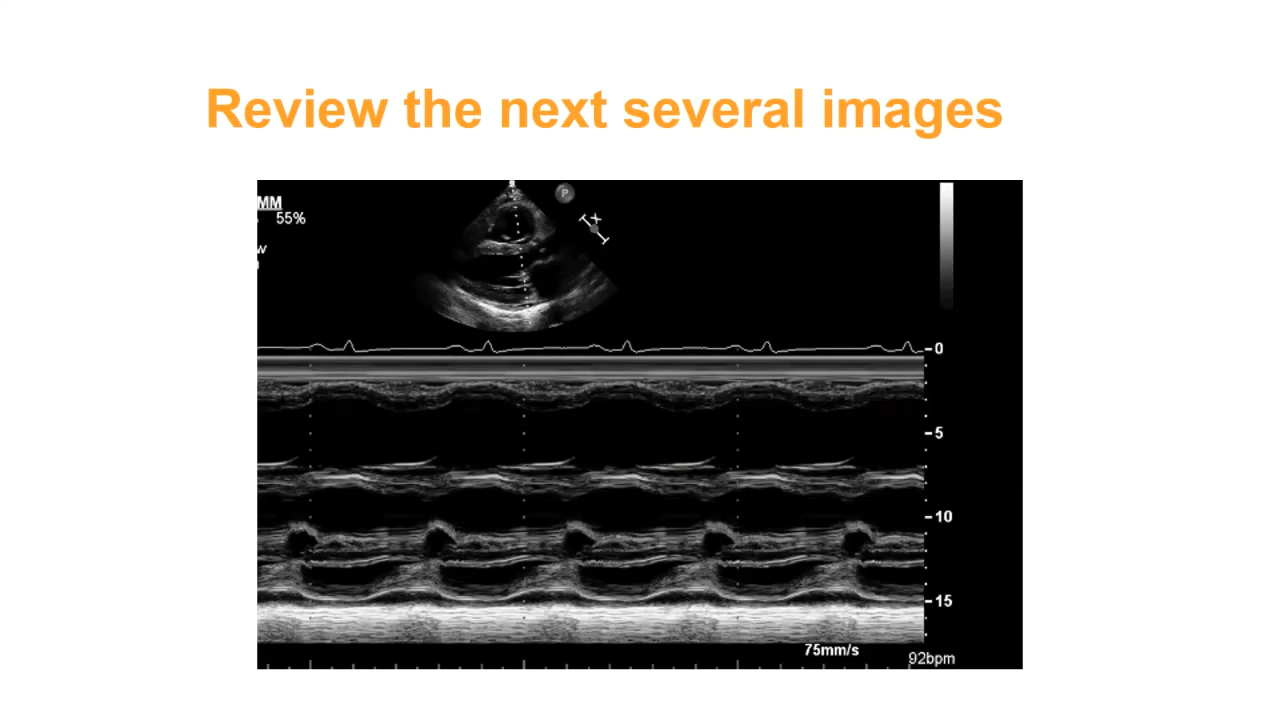 Review the next several images
MM
55%
P
W
X
0
5
10
15
75mm/s
92bpm